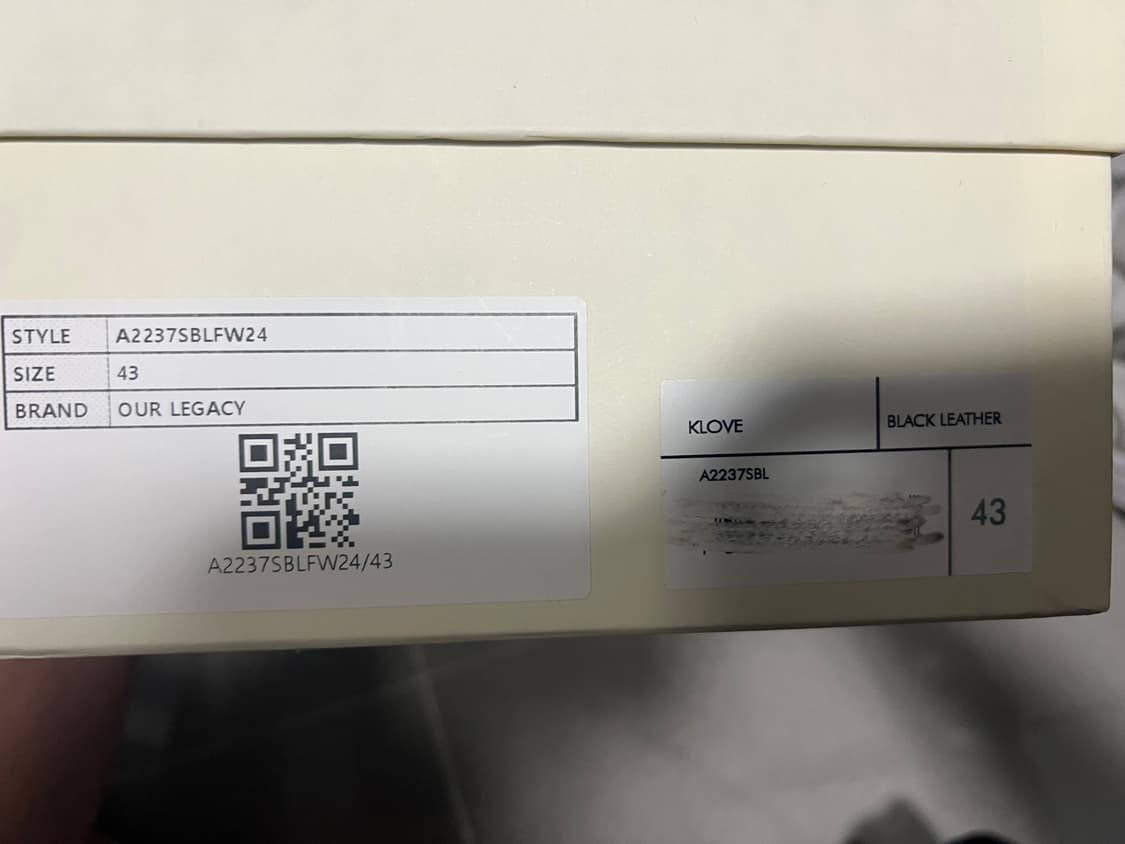 STYLE A2237SBLFW24
SIZE 43
BRAND OUR LEGACY
A2237SBLFW24/43
KLOVE BLACK LEATHER
A2237SBL
43